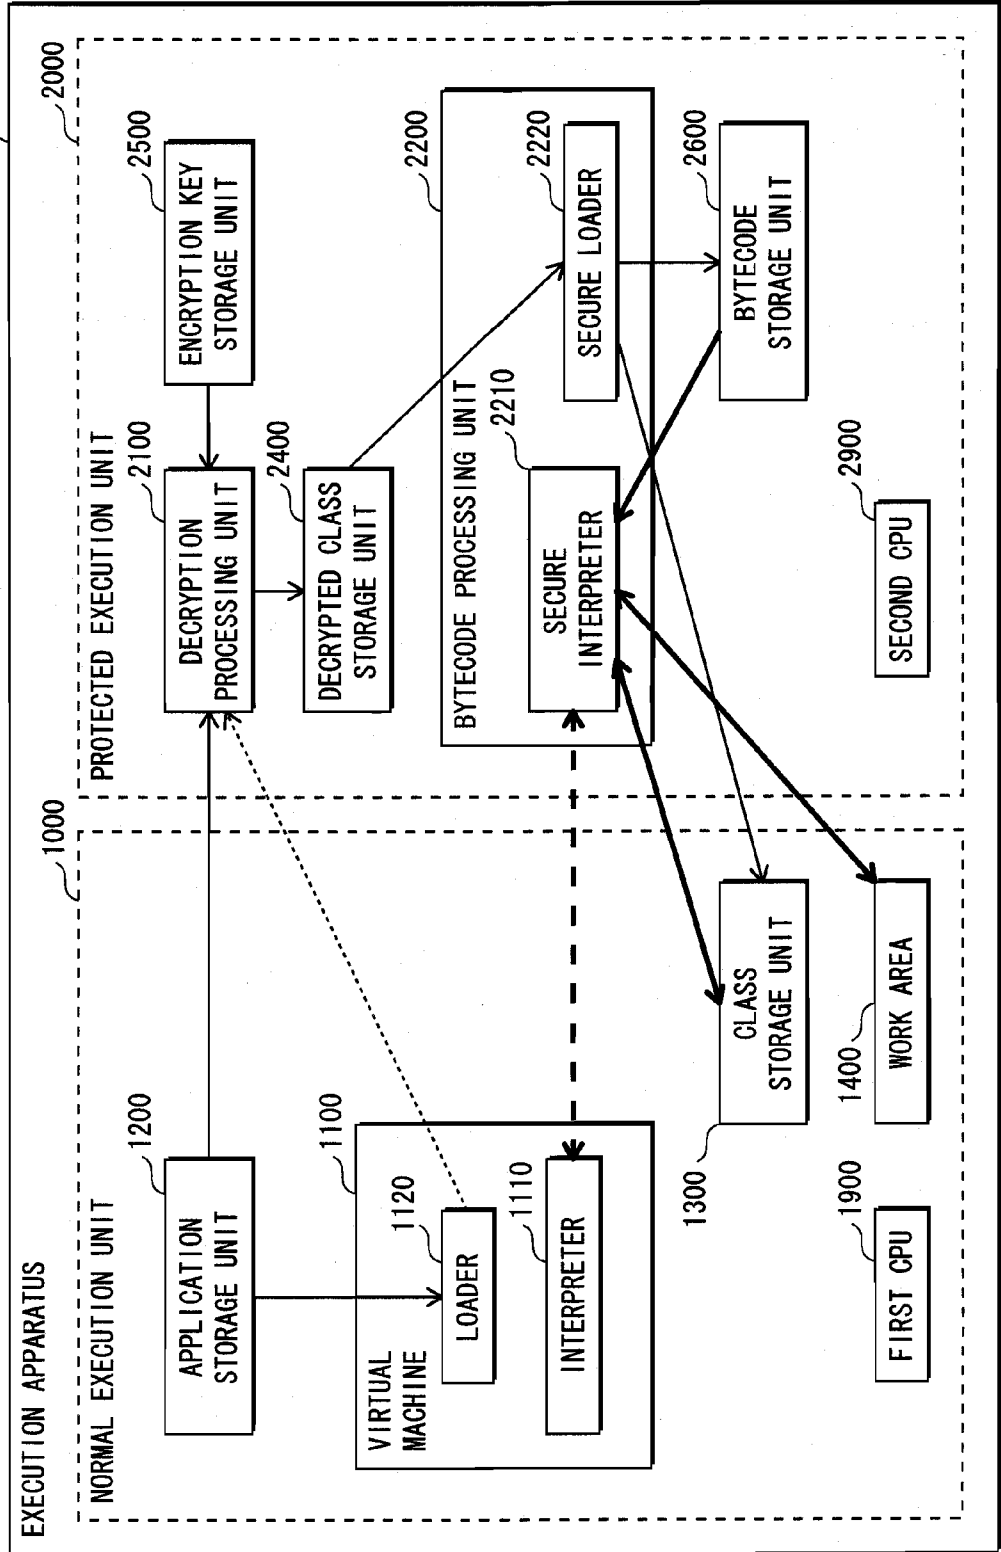 EXECUTION APPARATUS
NORMAL EXECUTION UNIT
1000
APPLICATION
STORAGE UNIT
1200
VIRTUAL
MACHINE
1100
LOADER
1120
INTERPRETER
1110
CLASS
STORAGE UNIT
1300
WORK AREA
1400
FIRST CPU
1900
PROTECTED EXECUTION UNIT
2000
DECRYPTION
PROCESSING UNIT
2100
ENCRYPTION KEY
STORAGE UNIT
2500
DECRYPTED CLASS
STORAGE UNIT
2400
BYTECODE PROCESSING UNIT
2200
SECURE
INTERPRETER
2210
SECURE LOADER
2220
BYTECODE
STORAGE UNIT
2600
SECOND CPU
2900